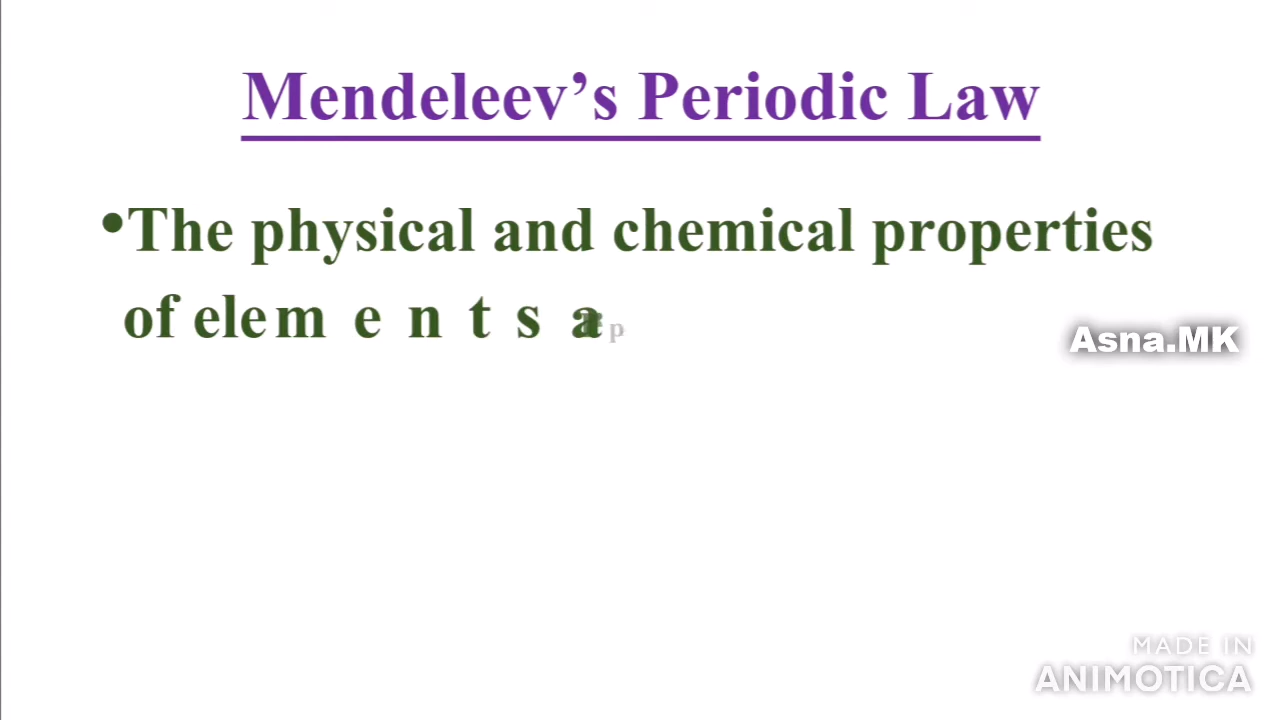 Mendeleev’s Periodic Law
•The physical and chemical properties
of elements
Asna.MK
MADE IN
ANIMOTICA